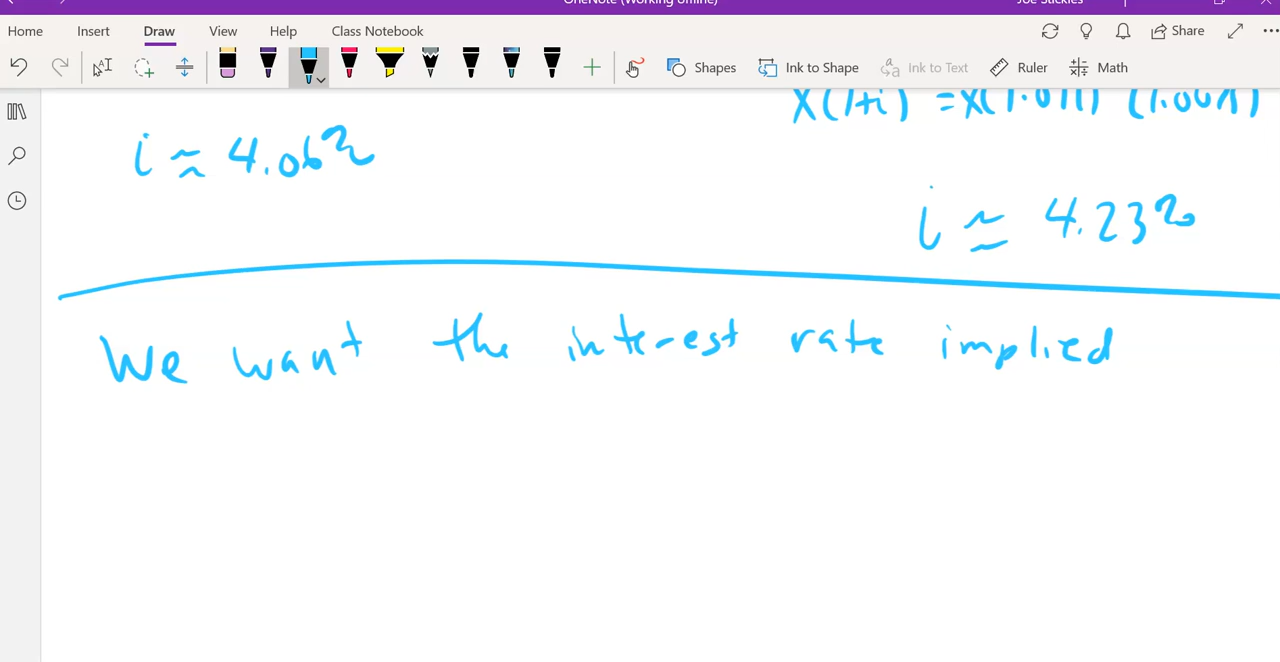 OneNote (Working offline)
Joe Stickles
Home Insert Draw View Help Class Notebook
Share
Shapes Ink to Shape Ink to Text Ruler Math
i ≈ 4.06%
i ≈ 4.23%
We want the interest rate implied